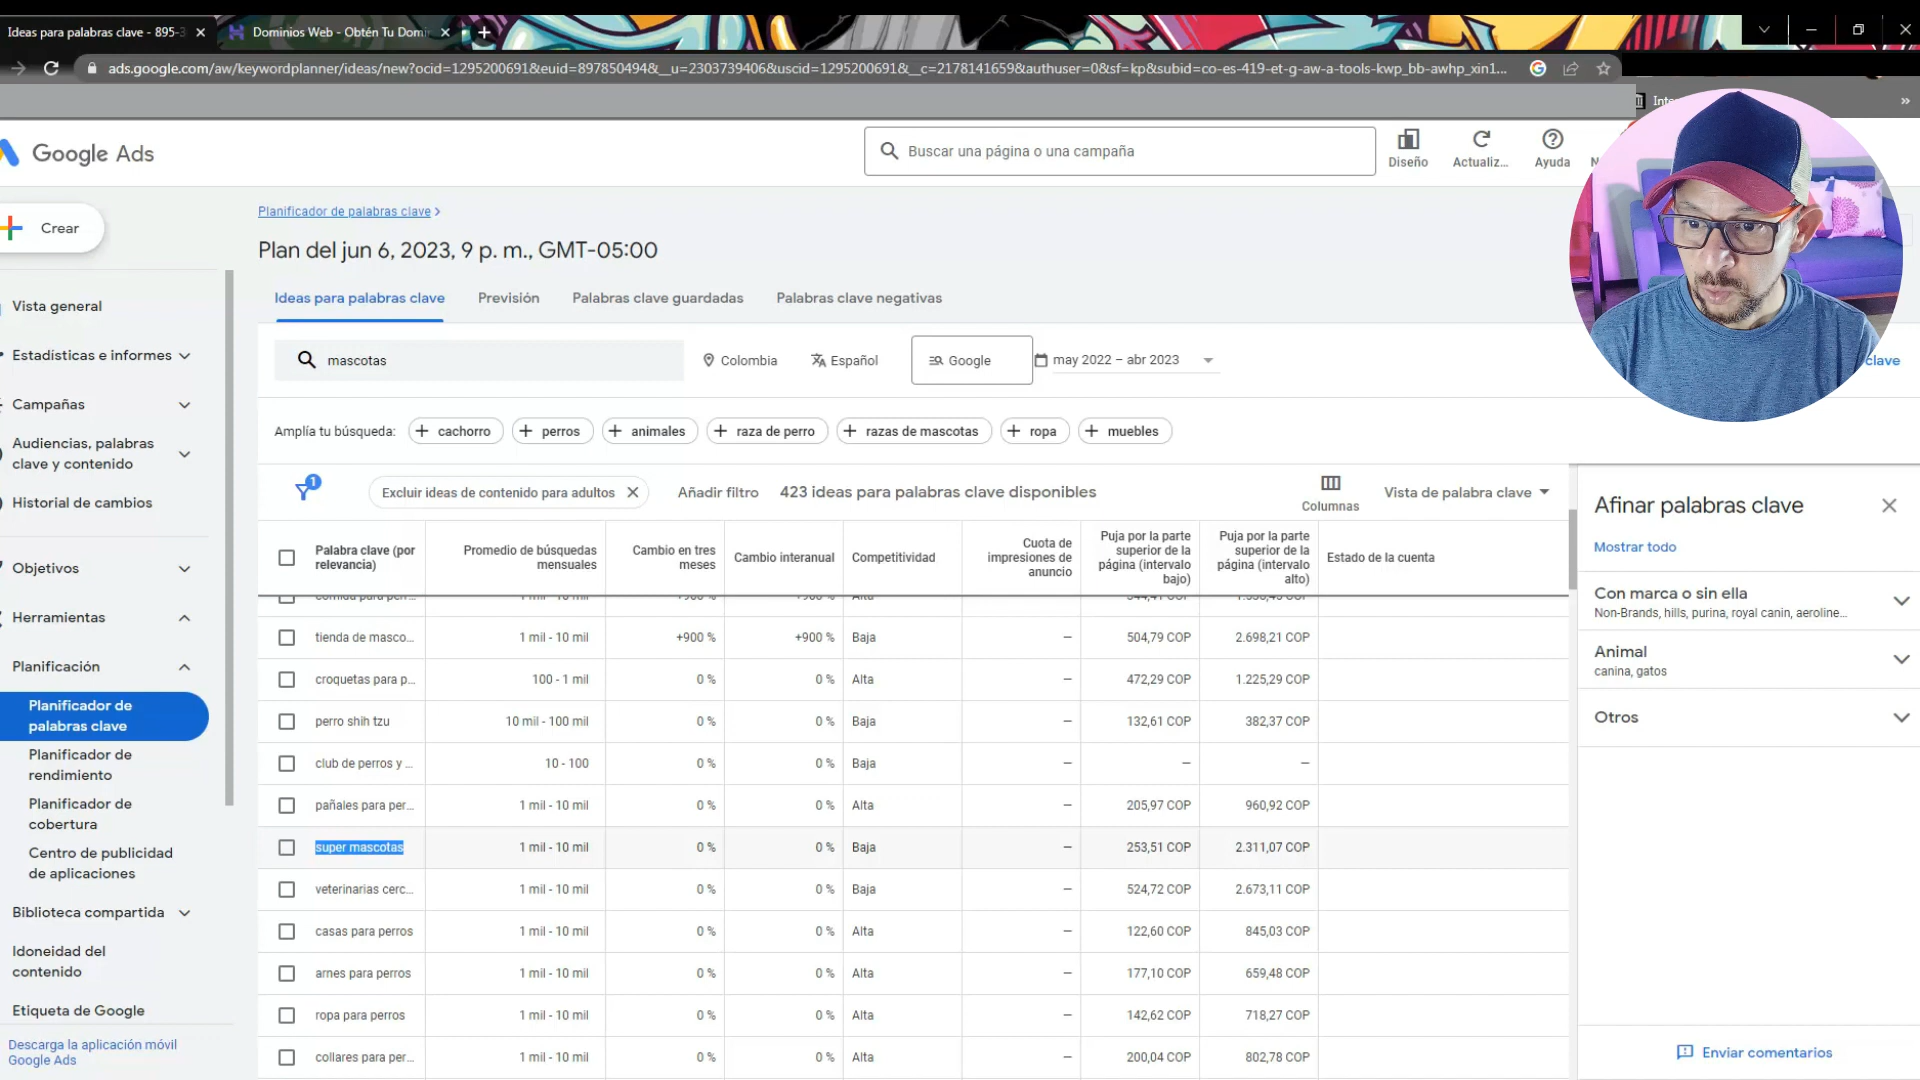 Ideas para palabras clave - 895-3
Dominios Web - Obtén Tu Domi
ads.google.com/aw/keywordplanner/ideas/new?ocid=1295200691&euid=897850494&__u=2303739406&uscid=1295200691&__c=2178141659&authuser=0&sf=kp&subid=co-es-419-et-g-aw-a-tools-kwp_bb-awhp_xin1...
Google Ads
Buscar una página o una campaña
Diseño
Actualiz...
Ayuda
Crear
Planificador de palabras clave
Plan del jun 6, 2023, 9 p. m., GMT-05:00
Ideas para palabras clave
Previsión
Palabras clave guardadas
Palabras clave negativas
mascotas
Colombia
Español
Google
may 2022 – abr 2023
clave
Amplía tu búsqueda:
cachorro
perros
animales
raza de perro
razas de mascotas
ropa
muebles
1
Excluir ideas de contenido para adultos
Añadir filtro
423 ideas para palabras clave disponibles
Columnas
Vista de palabra clave
Palabra clave (por
relevancia)
Promedio de búsquedas
mensuales
Cambio en tres
meses
Cambio interanual
Competitividad
Cuota de
impresiones de
anuncio
Puja por la parte
superior de la
página (intervalo
bajo)
Puja por la parte
superior de la
página (intervalo
alto)
Estado de la cuenta
tienda de masco... 1 mil - 10 mil +900 % +900 % Baja – 504,79 COP 2.698,21 COP
croquetas para p... 100 - 1 mil 0 % 0 % Alta – 472,29 COP 1.225,29 COP
perro shih tzu 10 mil - 100 mil 0 % 0 % Baja – 132,61 COP 382,37 COP
club de perros y ... 10 - 100 0 % 0 % Baja – – –
pañales para per... 1 mil - 10 mil 0 % 0 % Alta – 205,97 COP 960,92 COP
super mascotas 1 mil - 10 mil 0 % 0 % Baja – 253,51 COP 2.311,07 COP
veterinarias cerc... 1 mil - 10 mil 0 % 0 % Baja – 524,72 COP 2.673,11 COP
casas para perros 1 mil - 10 mil 0 % 0 % Alta – 122,60 COP 845,03 COP
arnes para perros 1 mil - 10 mil 0 % 0 % Alta – 177,10 COP 659,48 COP
ropa para perros 1 mil - 10 mil 0 % 0 % Alta – 142,62 COP 718,27 COP
collares para per... 1 mil - 10 mil 0 % 0 % Alta – 200,04 COP 802,78 COP
Vista general
Estadísticas e informes
Campañas
Audiencias, palabras
clave y contenido
Historial de cambios
Objetivos
Herramientas
Planificación
Planificador de
palabras clave
Planificador de
rendimiento
Planificador de
cobertura
Centro de publicidad
de aplicaciones
Biblioteca compartida
Idoneidad del
contenido
Etiqueta de Google
Descarga la aplicación móvil
Google Ads
Afinar palabras clave
Mostrar todo
Con marca o sin ella
Non-Brands, hills, purina, royal canin, aeroline...
Animal
canina, gatos
Otros
Enviar comentarios